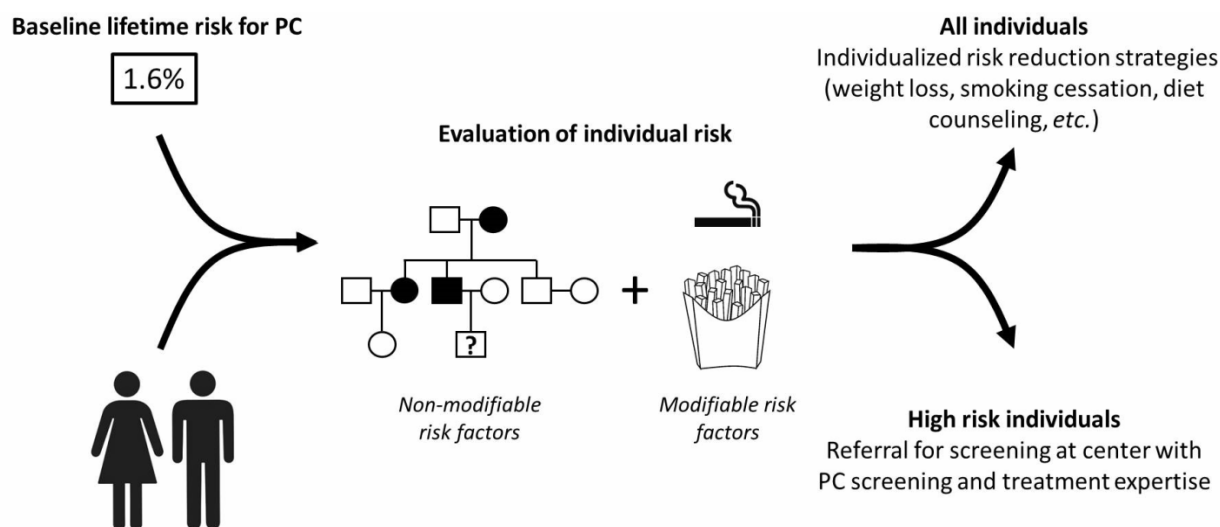 Baseline lifetime risk for PC
1.6%
Evaluation of individual risk
?
+
Non-modifiable
risk factors
Modifiable risk
factors
All individuals
Individualized risk reduction strategies
(weight loss, smoking cessation, diet
counseling, etc.)
High risk individuals
Referral for screening at center with
PC screening and treatment expertise